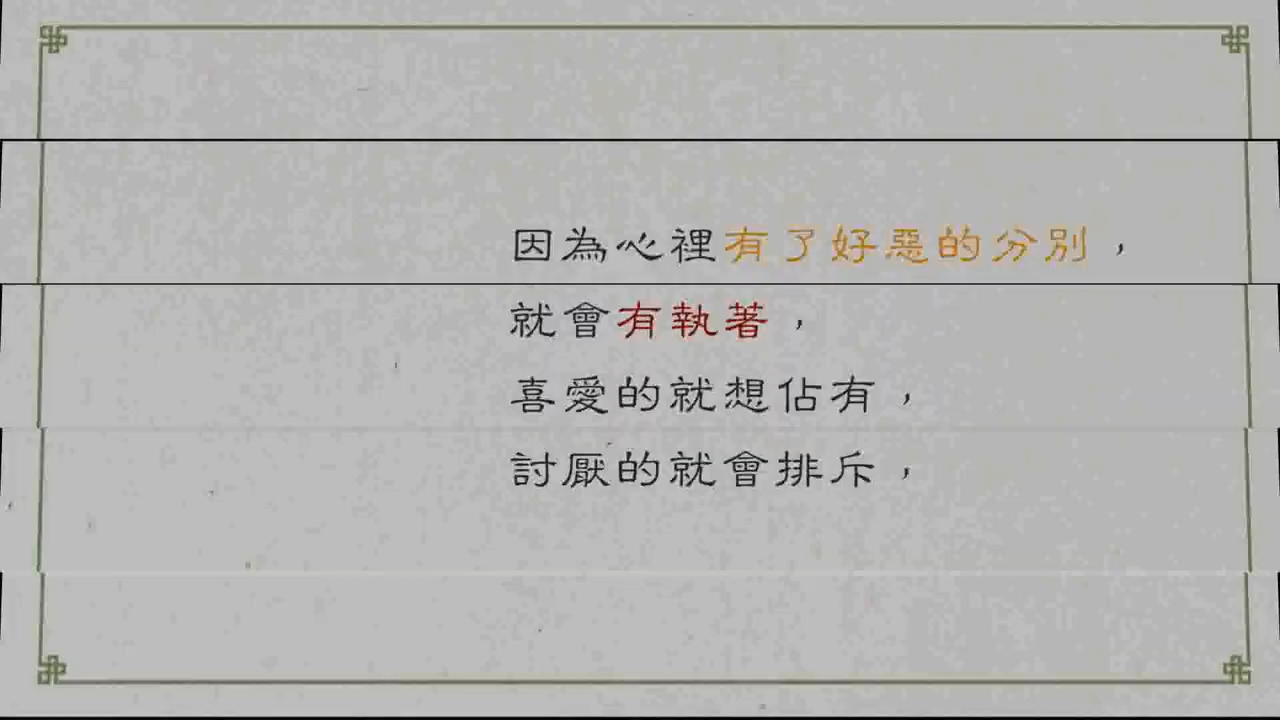 因為心裡有了好惡的分別，
就會有執著，
喜愛的就想佔有，
討厭的就會排斥，